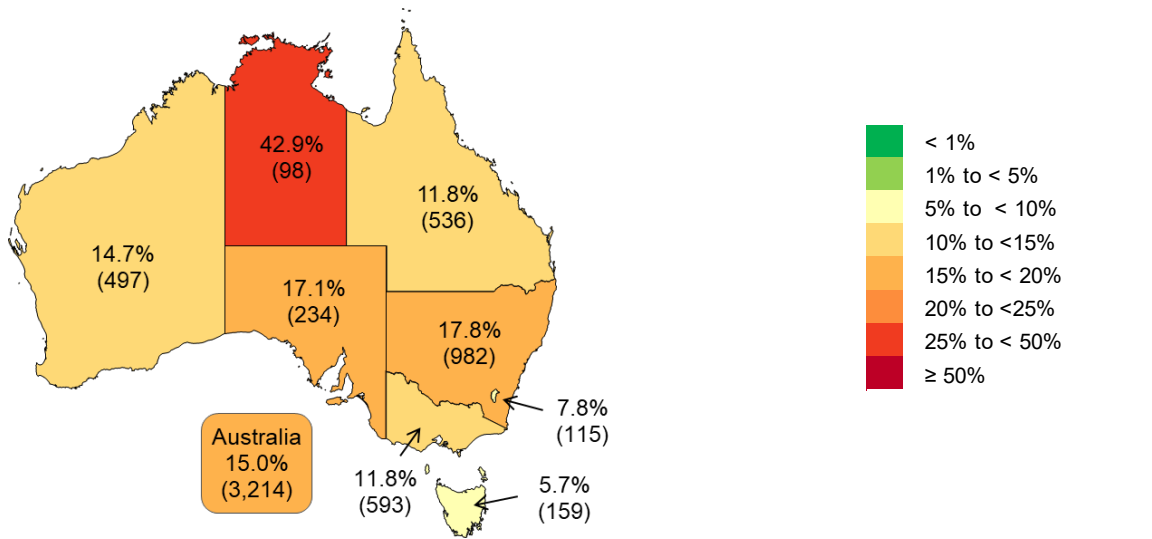 42.9%
(98)
11.8%
(536)
14.7%
(497)
17.1%
(234)
17.8%
(982)
7.8%
(115)
Australia
15.0%
(3,214)
11.8%
(593)
5.7%
(159)
< 1%
1% to < 5%
5% to  < 10%
10% to <15%
15% to < 20%
20% to <25%
25% to < 50%
≥ 50%